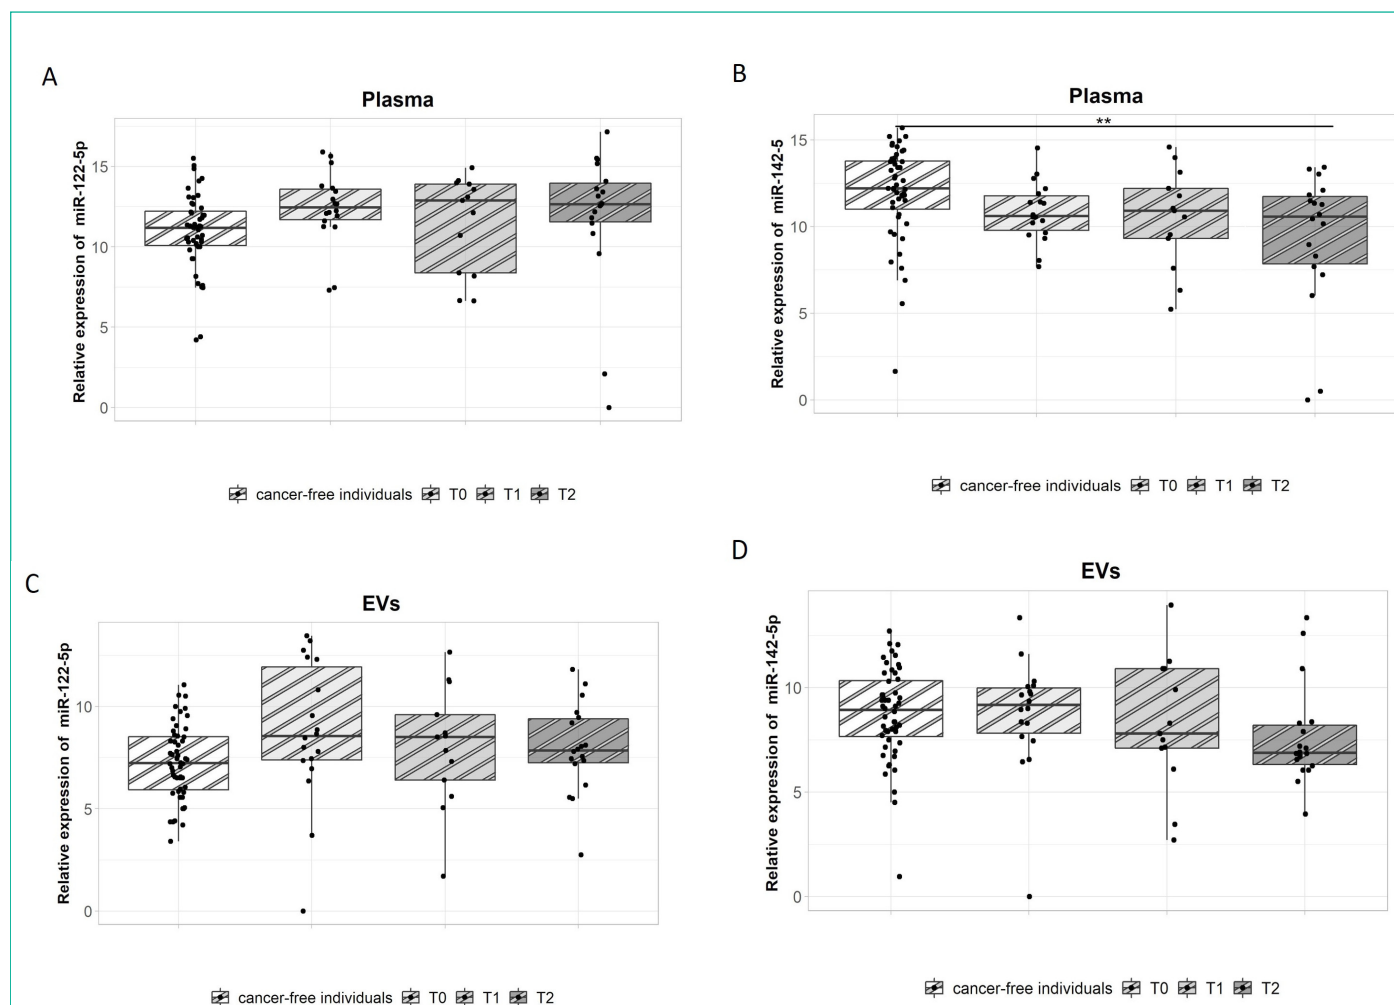 A
Plasma
Relative expression of miR-122-5p
15
10
5
0
cancer-free individuals T0 T1 T2
B
Plasma
**
Relative expression of miR-142-5
15
10
5
0
cancer-free individuals T0 T1 T2
C
EVs
Relative expression of miR-122-5p
10
5
0
cancer-free individuals T0 T1 T2
D
EVs
Relative expression of miR-142-5p
10
5
0
cancer-free individuals T0 T1 T2